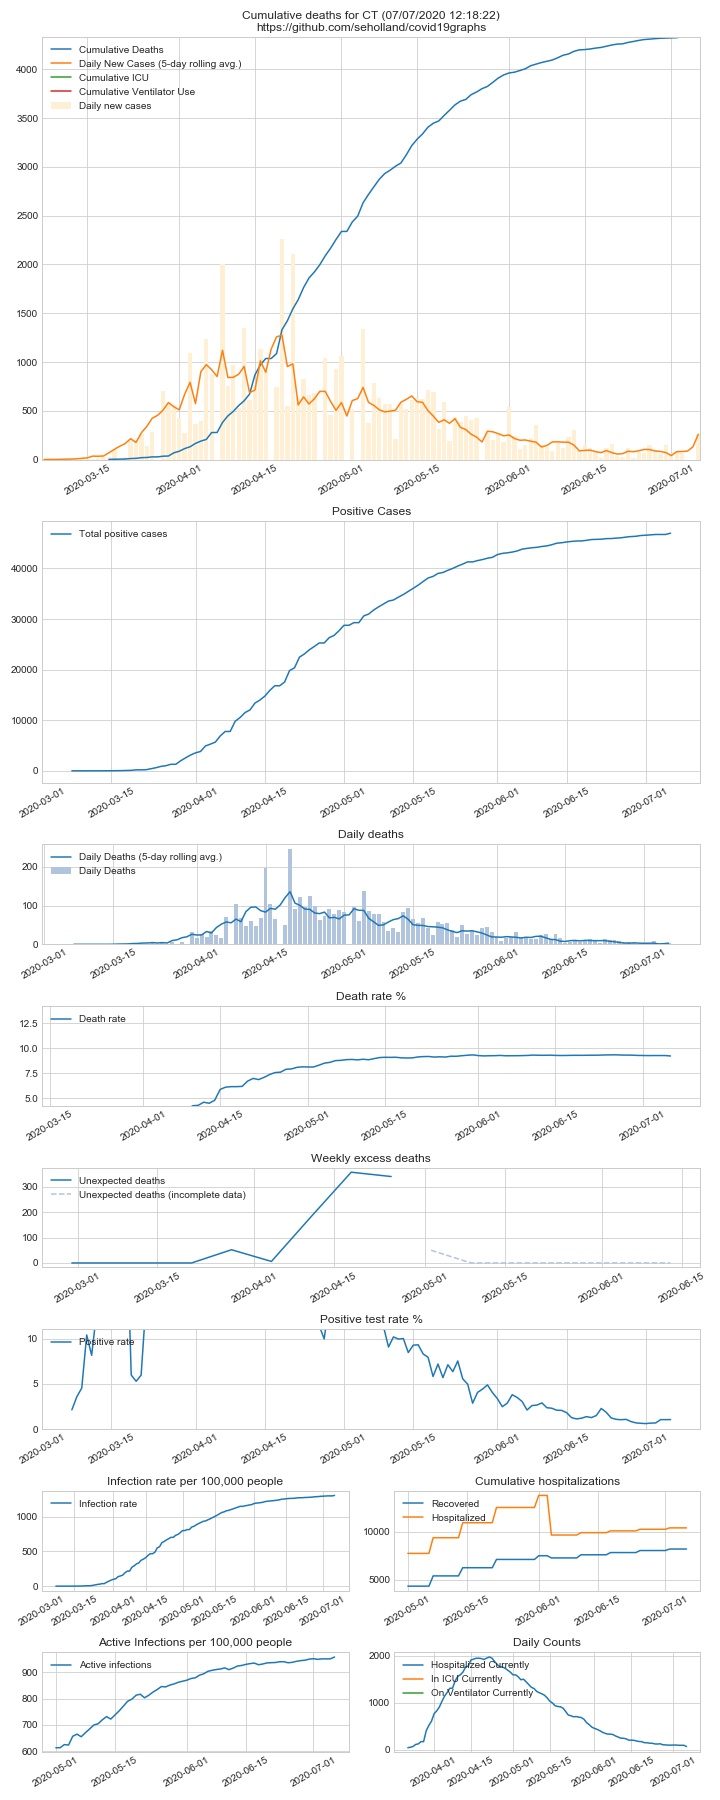 Cumulative deaths for CT (07/07/2020 12:18:22)
https://github.com/seholland/covid19graphs
Cumulative Deaths
Daily New Cases (5-day rolling avg.)
Cumulative ICU
Cumulative Ventilator Use
Daily new cases
4000
3500
3000
2500
2000
1500
1000
500
0
2020-03-15 2020-04-01 2020-04-15 2020-05-01 2020-05-15 2020-06-01 2020-06-15 2020-07-01
Positive Cases
Total positive cases
40000
30000
20000
10000
0
2020-03-01 2020-03-15 2020-04-01 2020-04-15 2020-05-01 2020-05-15 2020-06-01 2020-06-15 2020-07-01
Daily deaths
Daily Deaths (5-day rolling avg.)
Daily Deaths
200
100
0
2020-03-01 2020-03-15 2020-04-01 2020-04-15 2020-05-01 2020-05-15 2020-06-01 2020-06-15 2020-07-01
Death rate %
Death rate
12.5
10.0
7.5
5.0
2020-03-15 2020-04-01 2020-04-15 2020-05-01 2020-05-15 2020-06-01 2020-06-15 2020-07-01
Weekly excess deaths
Unexpected deaths
Unexpected deaths (incomplete data)
300
200
100
0
2020-03-01 2020-03-15 2020-04-01 2020-04-15 2020-05-01 2020-05-15 2020-06-01 2020-06-15
Positive test rate %
Positive rate
10
5
0
2020-03-01 2020-03-15 2020-04-01 2020-04-15 2020-05-01 2020-05-15 2020-06-01 2020-06-15 2020-07-01
Infection rate per 100,000 people
Infection rate
1000
500
0
2020-03-01 2020-03-15 2020-04-01 2020-04-15 2020-05-01 2020-05-15 2020-06-01 2020-06-15 2020-07-01
Cumulative hospitalizations
Recovered
Hospitalized
10000
5000
2020-05-01 2020-05-15 2020-06-01 2020-06-15 2020-07-01
Active Infections per 100,000 people
Active infections
900
800
700
600
2020-05-01 2020-05-15 2020-06-01 2020-06-15 2020-07-01
Daily Counts
Hospitalized Currently
In ICU Currently
On Ventilator Currently
2000
1000
0
2020-04-01 2020-04-15 2020-05-01 2020-05-15 2020-06-01 2020-06-15 2020-07-01